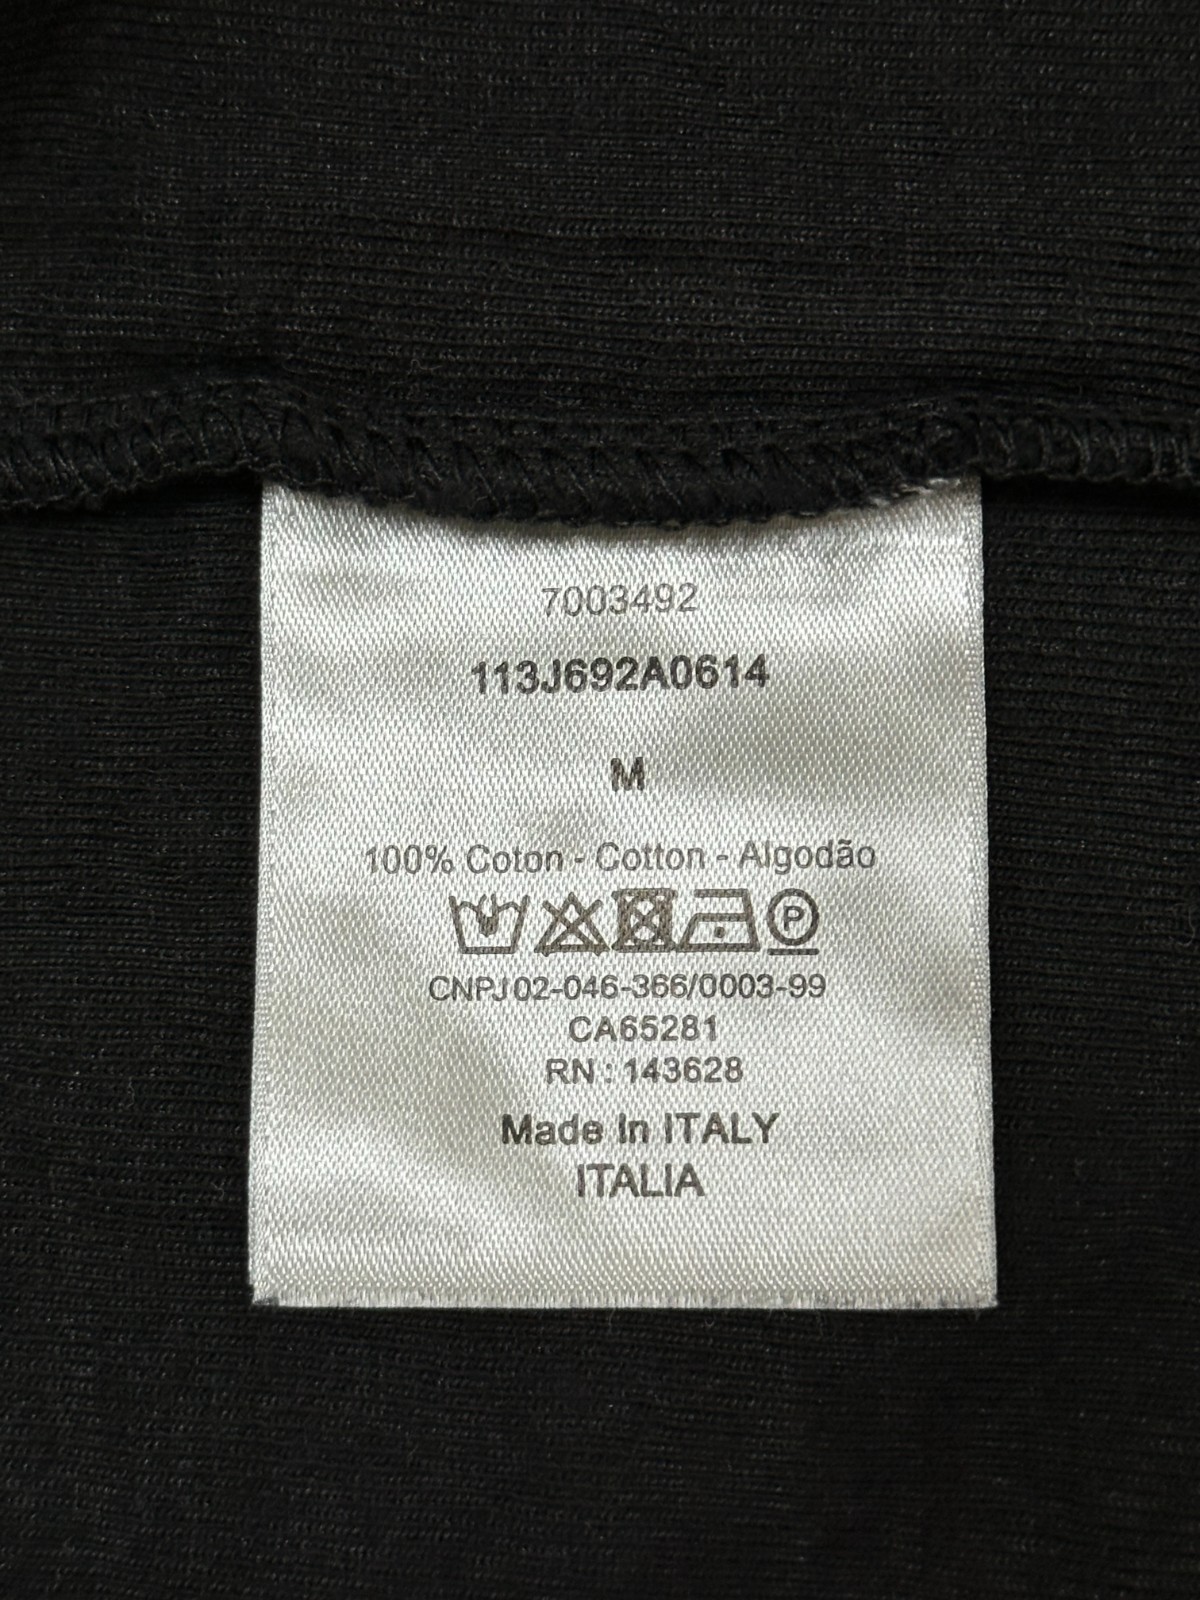 7003492
113J692A0614
M
100% Coton - Cotton - Algodão
P
CNPJ 02-046-366/0003-99
CA65281
RN : 143628
Made In ITALY
ITALIA